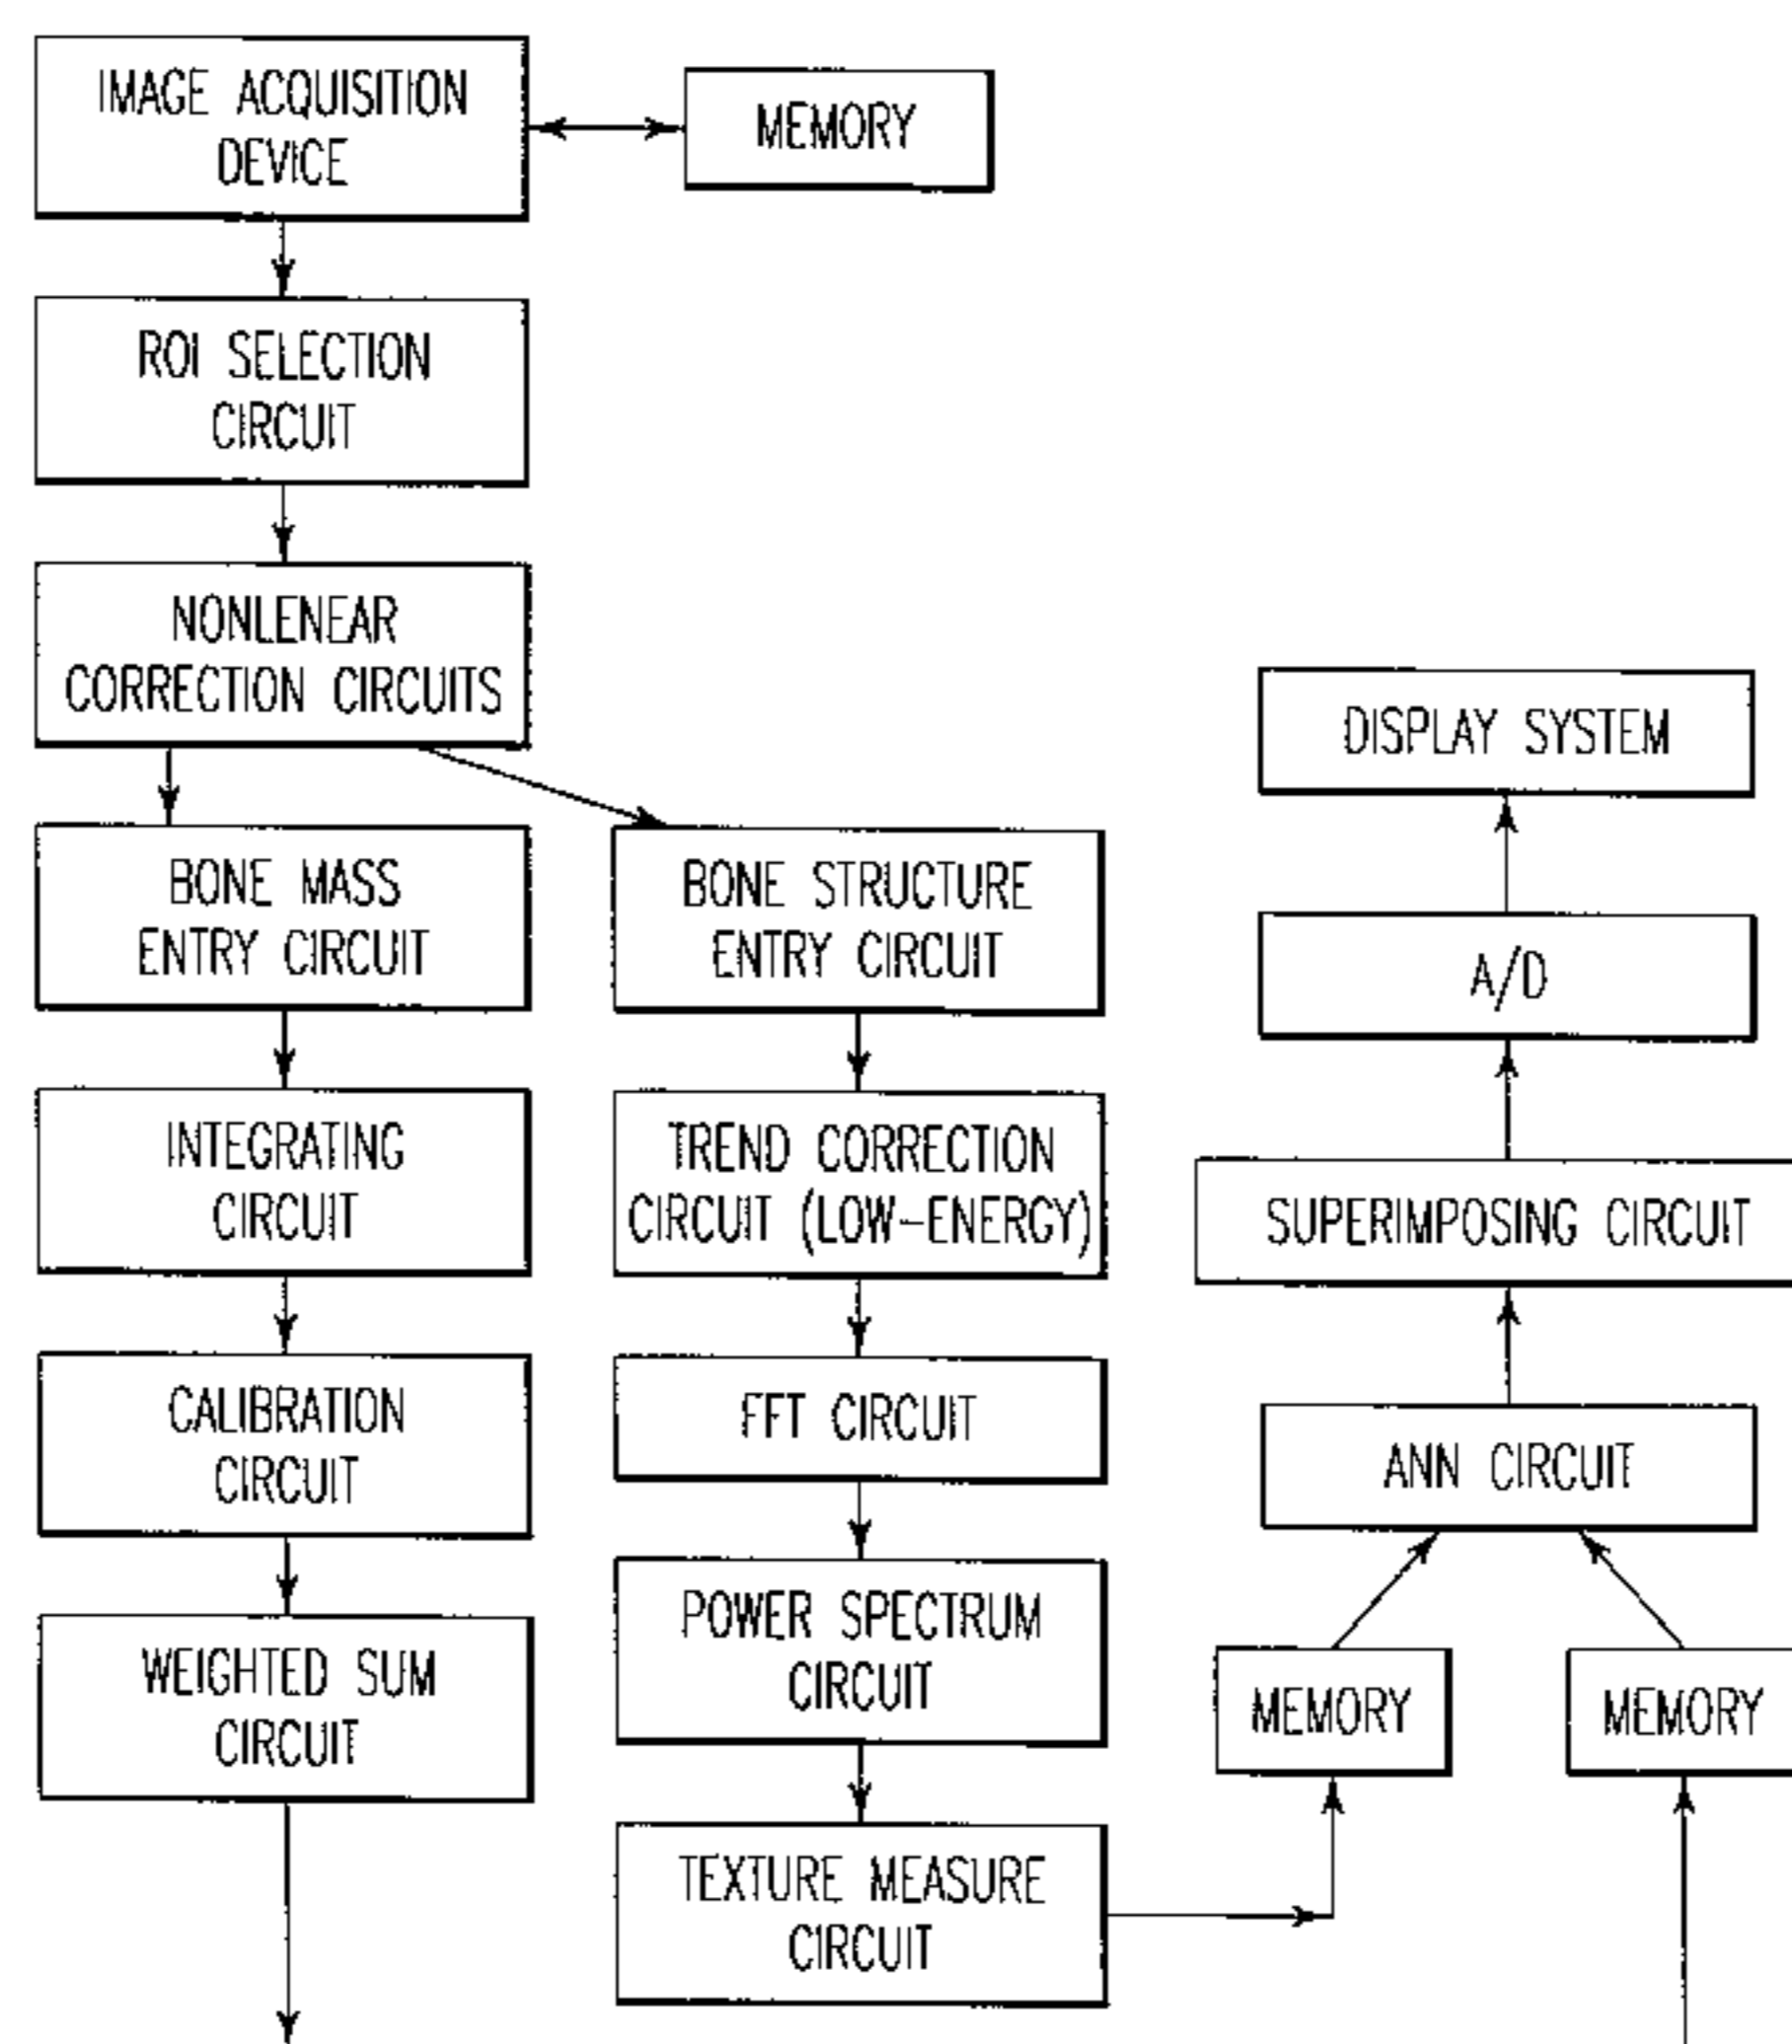 IMAGE ACQUISITION
DEVICE
MEMORY
ROI SELECTION
CIRCUIT
NONLENEAR
CORRECTION CIRCUITS
BONE MASS
ENTRY CIRCUIT
INTEGRATING
CIRCUIT
CALIBRATION
CIRCUIT
WEIGHTED SUM
CIRCUIT
BONE STRUCTURE
ENTRY CIRCUIT
TREND CORRECTION
CIRCUIT (LOW-ENERGY)
FFT CIRCUIT
POWER SPECTRUM
CIRCUIT
TEXTURE MEASURE
CIRCUIT
DISPLAY SYSTEM
A/D
SUPERIMPOSING CIRCUIT
ANN CIRCUIT
MEMORY
MEMORY